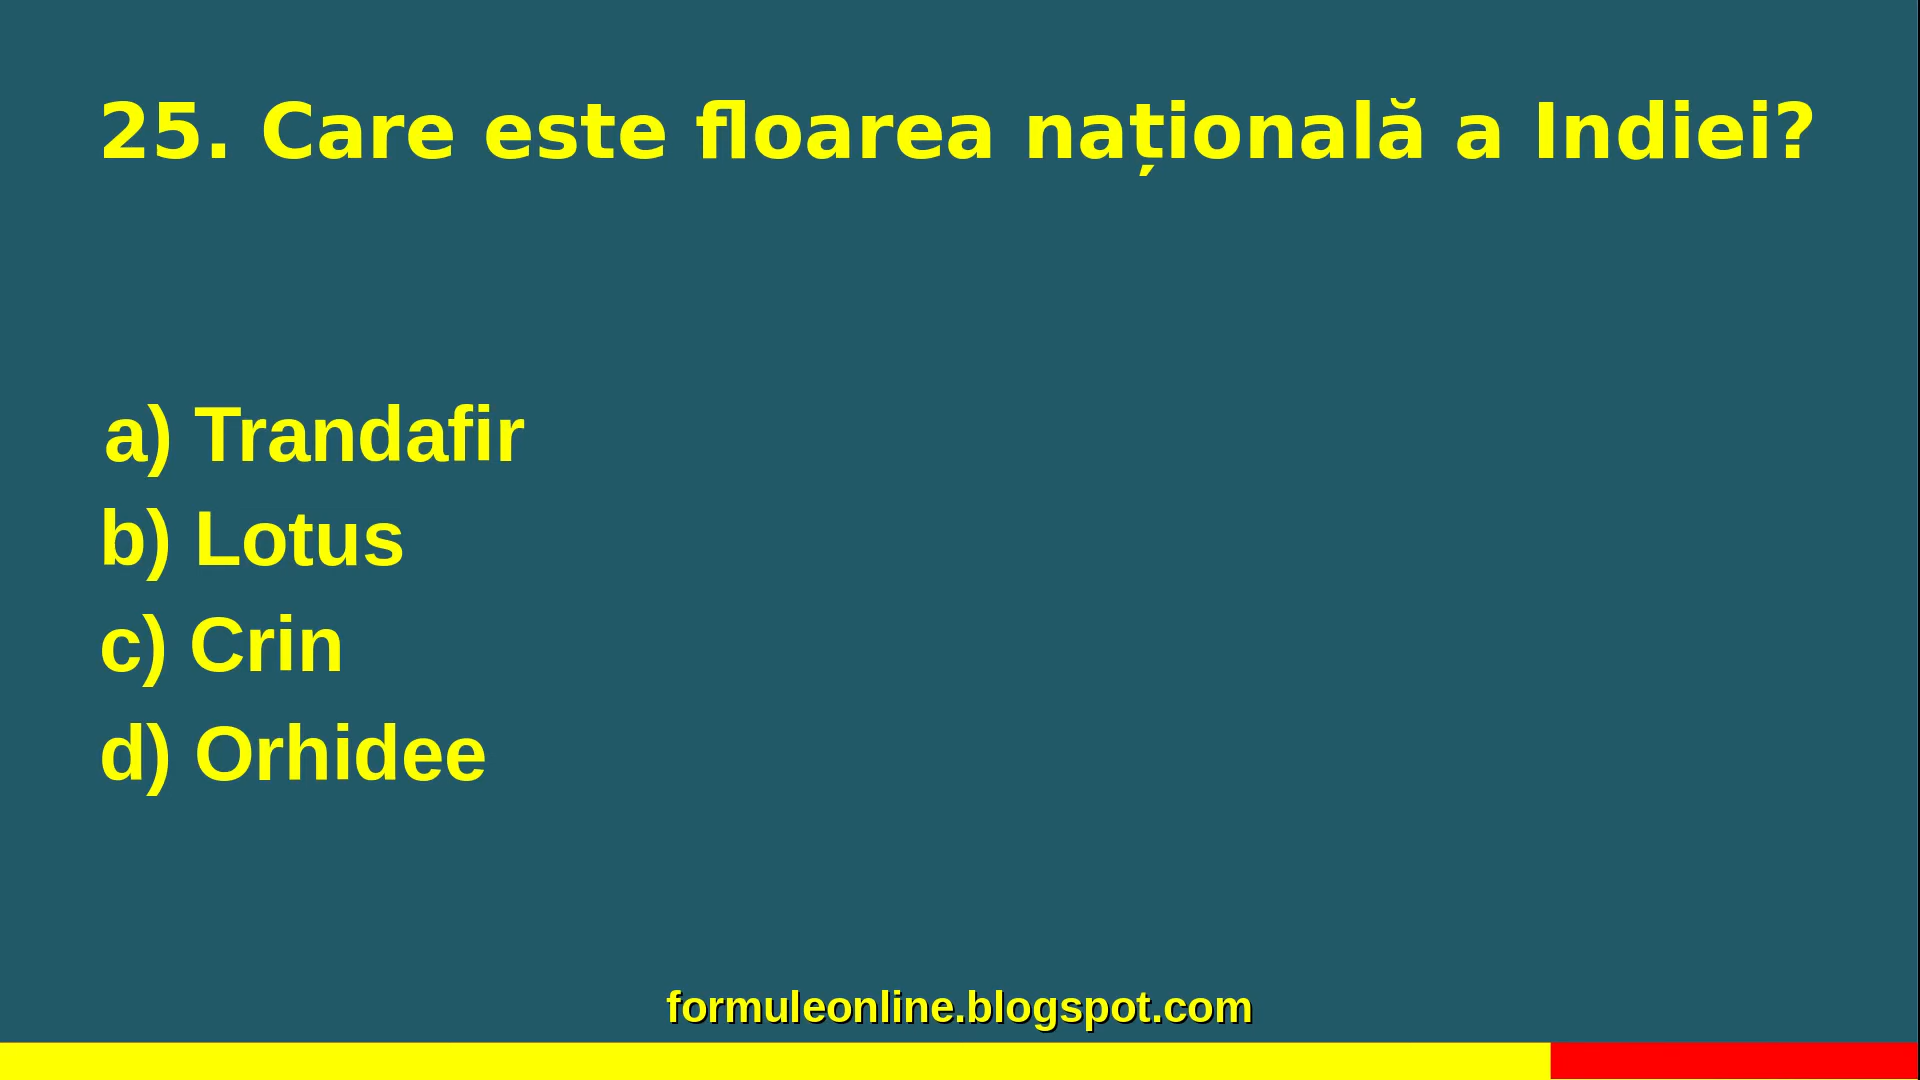 25. Care este floarea națională a Indiei?
a) Trandafir
b) Lotus
c) Crin
d) Orhidee
formuleonline.blogspot.com